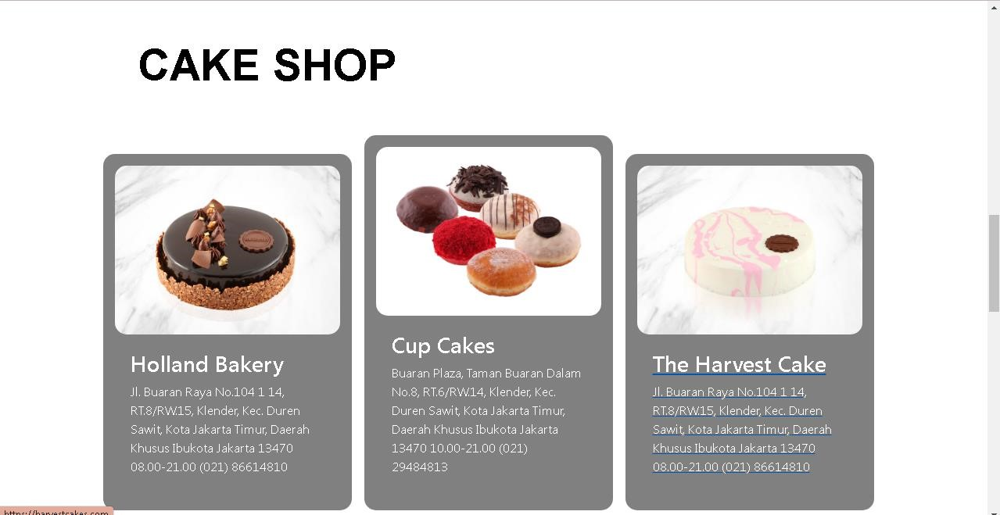 CAKE SHOP
Holland Bakery
Jl. Buaran Raya No.104 1 14,
RT.8/RW.15, Klender, Kec. Duren
Sawit, Kota Jakarta Timur, Daerah
Khusus Ibukota Jakarta 13470
08.00-21.00 (021) 86614810
Cup Cakes
Buaran Plaza, Taman Buaran Dalam
No.8, RT.6/RW.14, Klender, Kec.
Duren Sawit, Kota Jakarta Timur,
Daerah Khusus Ibukota Jakarta
13470 10.00-21.00 (021)
29484813
The Harvest Cake
Jl. Buaran Raya No.104 1 14,
RT.8/RW.15, Klender, Kec. Duren
Sawit, Kota Jakarta Timur, Daerah
Khusus Ibukota Jakarta 13470
08.00-21.00 (021) 86614810
https://harvestcakes.com